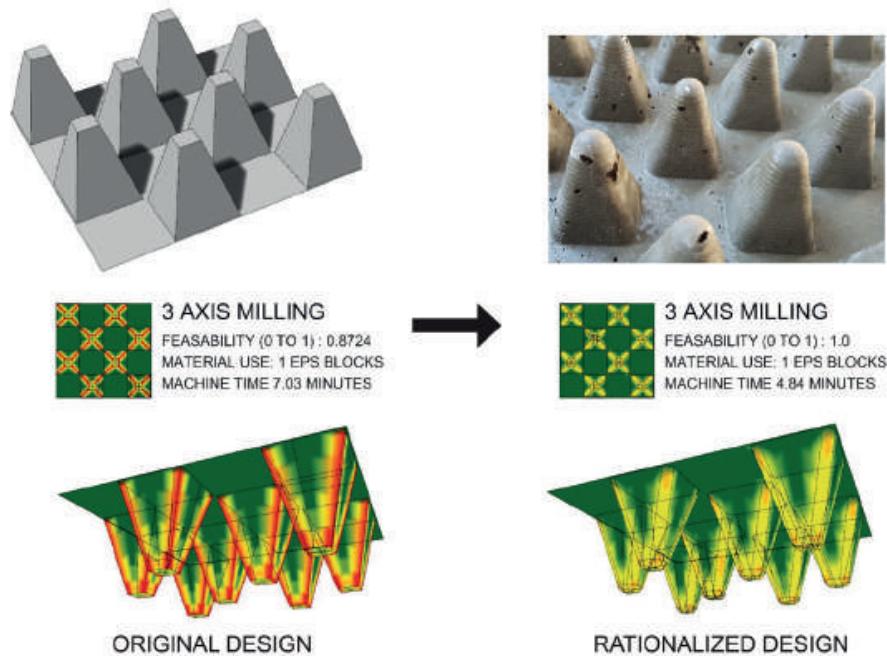 3 AXIS MILLING
FEASABILITY (0 TO 1) : 0.8724
MATERIAL USE: 1 EPS BLOCKS
MACHINE TIME 7.03 MINUTES
3 AXIS MILLING
FEASABILITY (0 TO 1) : 1.0
MATERIAL USE: 1 EPS BLOCKS
MACHINE TIME 4.84 MINUTES
ORIGINAL DESIGN
RATIONALIZED DESIGN